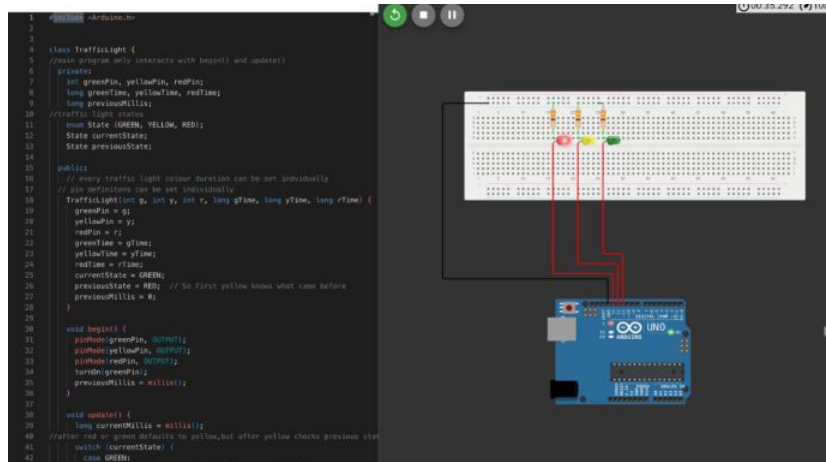 #include <Arduino.h>
class TrafficLight {
//main program only interacts with begin() and update()
private:
int greenPin, yellowPin, redPin;
long greenTime, yellowTime, redTime;
long previousMillis;
//traffic light states
enum State {GREEN, YELLOW, RED};
State currentState;
State previousState;
public:
// every traffic light colour duration can be set indvidually
// pin definitons can be set individually
TrafficLight(int g, int y, int r, long gTime, long yTime, long rTime) {
greenPin = g;
yellowPin = y;
redPin = r;
greenTime = gTime;
yellowTime = yTime;
redTime = rTime;
currentState = GREEN;
previousState = RED; // So first yellow knows what came before
previousMillis = 0;
}
void begin() {
pinMode(greenPin, OUTPUT);
pinMode(yellowPin, OUTPUT);
pinMode(redPin, OUTPUT);
turnOn(greenPin);
previousMillis = millis();
}
void update() {
long currentMillis = millis();
//after red or green defaults to yellow,but after yellow checks previous stat
switch (currentState) {
case GREEN:
00:35.292
UNO
ARDUINO